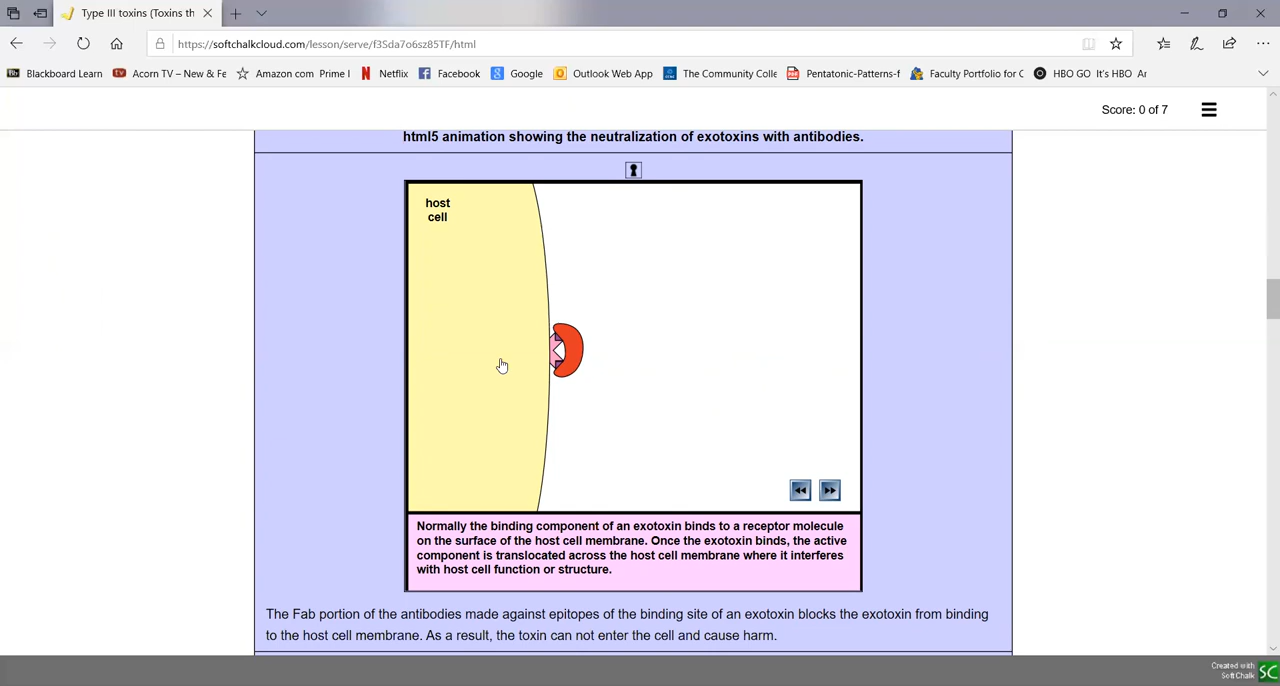 Type III toxins (Toxins th
https://softchalkcloud.com/lesson/serve/f3Sda7o6sz85TF/html
Blackboard Learn Acorn TV – New & Fe Amazon com Prime I Netflix Facebook Google Outlook Web App The Community Colle Pentatonic-Patterns-f Faculty Portfolio for C HBO GO It's HBO Ar
Score: 0 of 7
html5 animation showing the neutralization of exotoxins with antibodies.
host
cell
Normally the binding component of an exotoxin binds to a receptor molecule
on the surface of the host cell membrane. Once the exotoxin binds, the active
component is translocated across the host cell membrane where it interferes
with host cell function or structure.
The Fab portion of the antibodies made against epitopes of the binding site of an exotoxin blocks the exotoxin from binding
to the host cell membrane. As a result, the toxin can not enter the cell and cause harm.
Created with
SoftChalk
SC